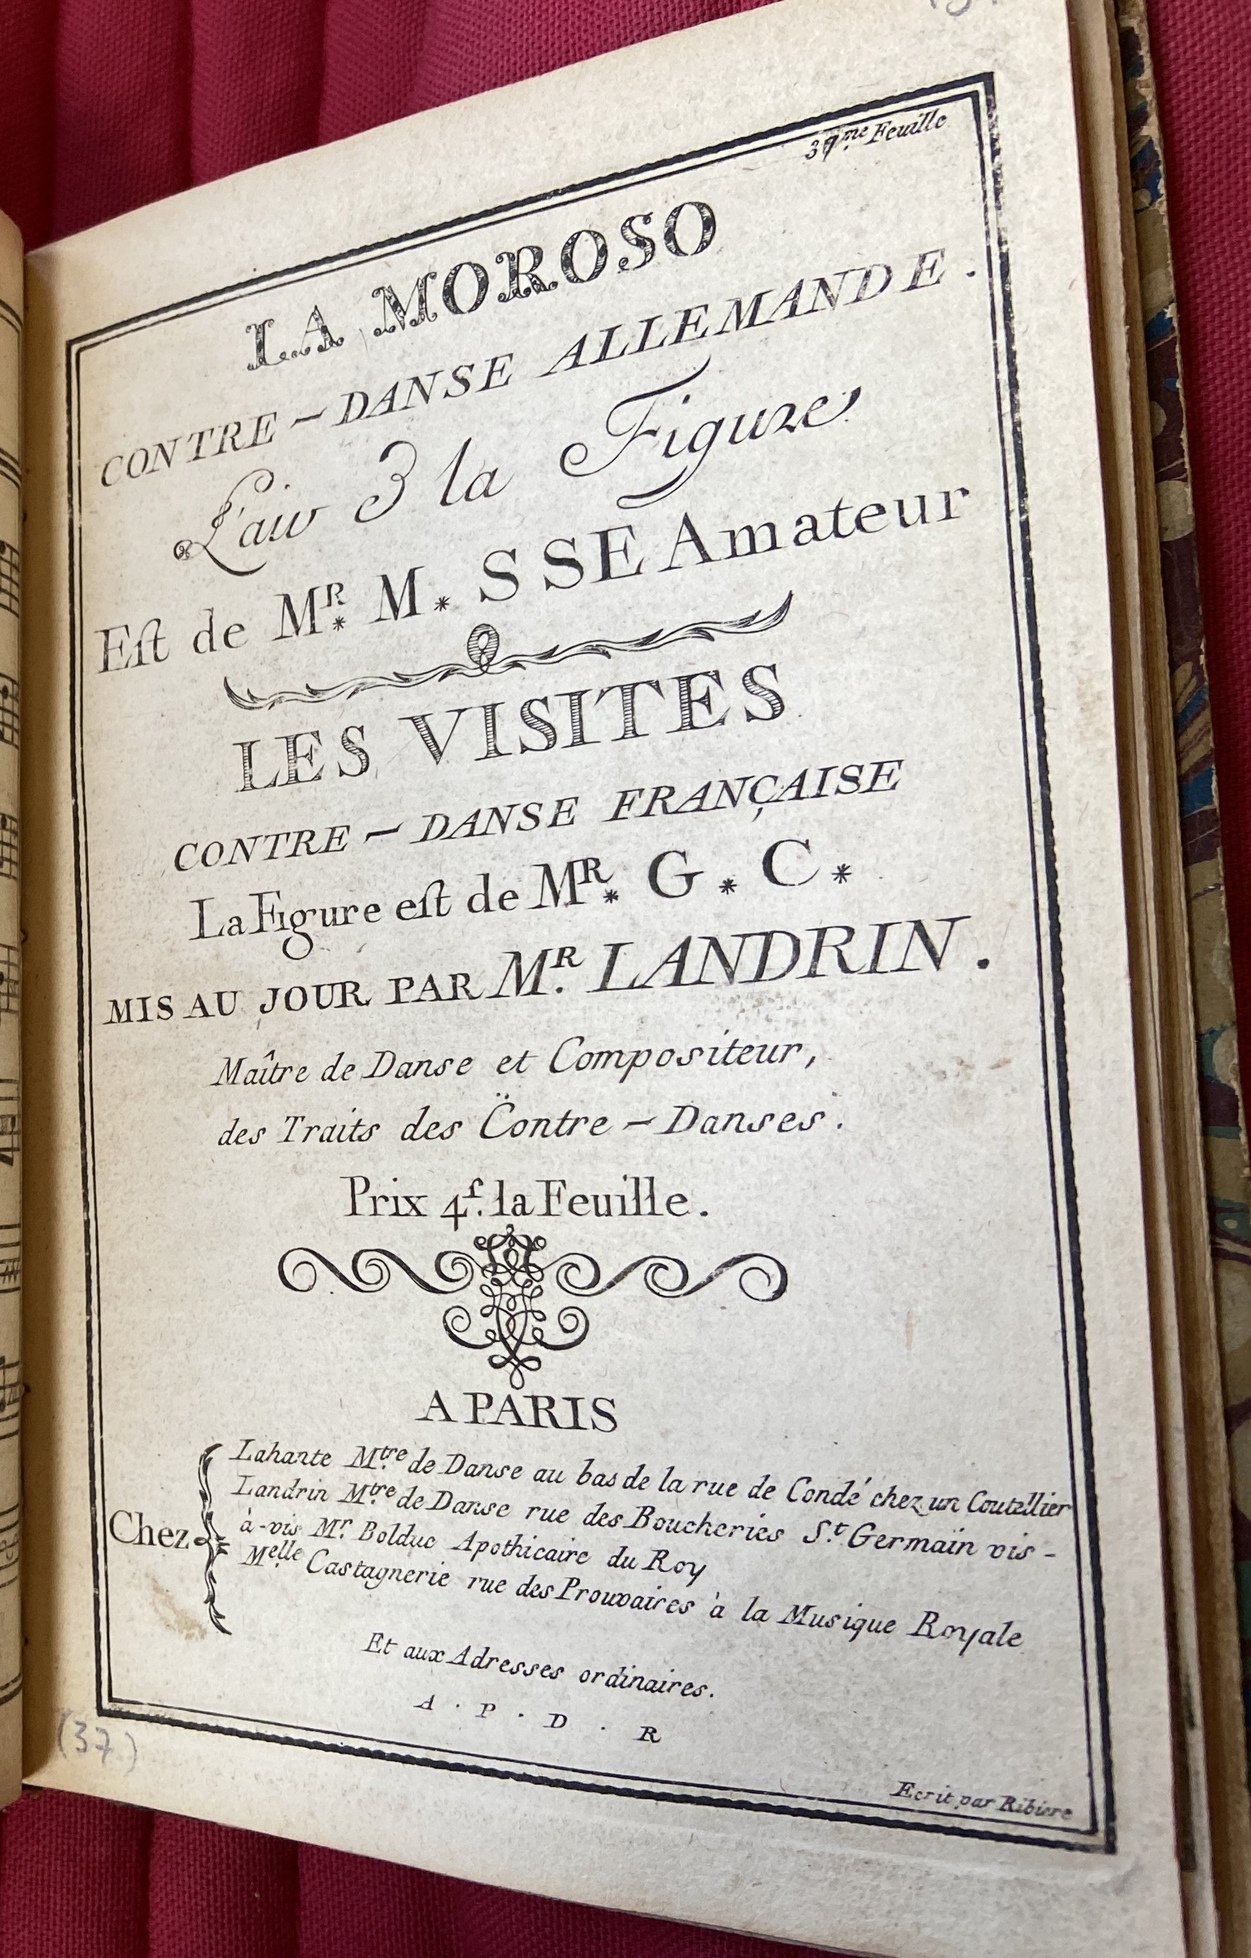 39.me Feuille
LA MOROSO
CONTRE-DANSE ALLEMANDE.
L'air & la Figure
Est de MR.* M.* SSE Amateur
LES VISITES
CONTRE-DANSE FRANÇAISE
La Figure est de MR.* G.* C.*
MIS AU JOUR PAR MR. LANDRIN.
Maître de Danse et Compositeur,
des Traits des Contre-Danses.
Prix 4f. la Feuille.
A PARIS
Chez
Lahante Mtre. de Danse au bas de la rue de Condé chez un Coutellier
Landrin Mtre. de Danse rue des Boucheries St. Germaïn vis-
à-vis Mr. Bolduc Apothicaire du Roy
Melle. Castagnerie rue des Prouvaires à la Musique Royale
Et aux Adresses ordinaires.
A . P . D . R
(37)
Ecrit par Ribiere